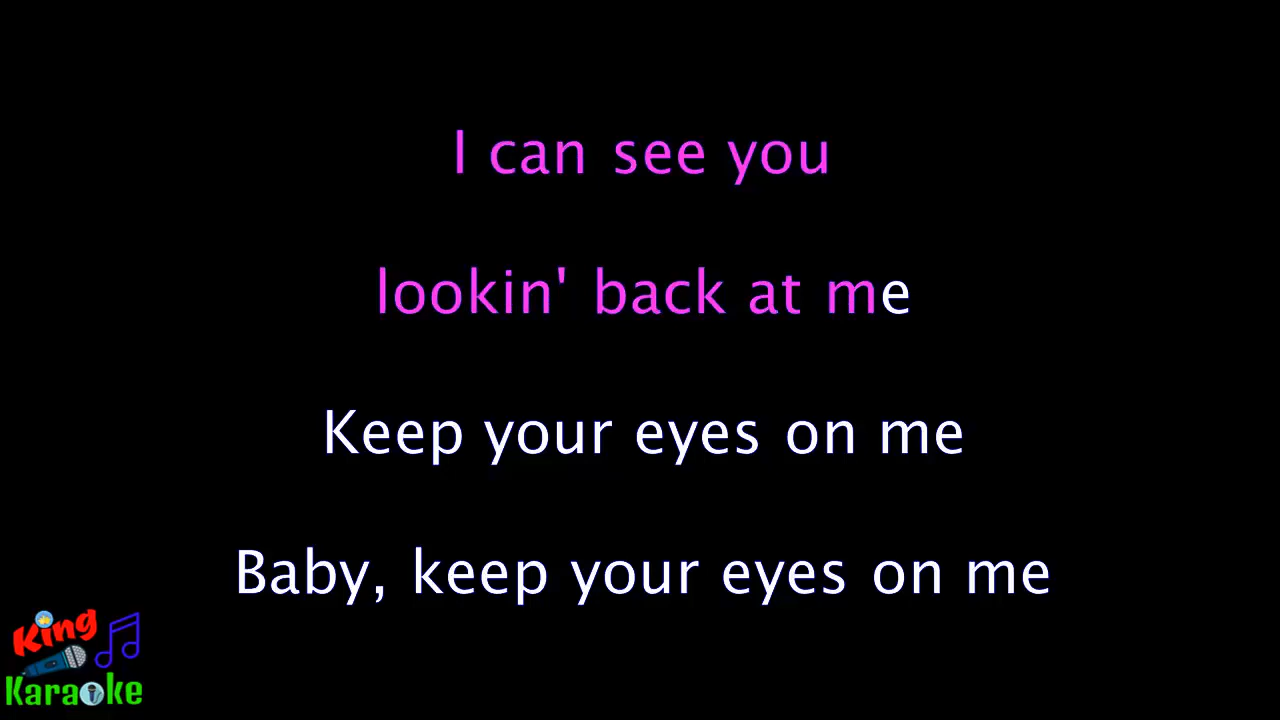 I can see you
lookin' back at me
Keep your eyes on me
Baby, keep your eyes on me
King
Karaoke